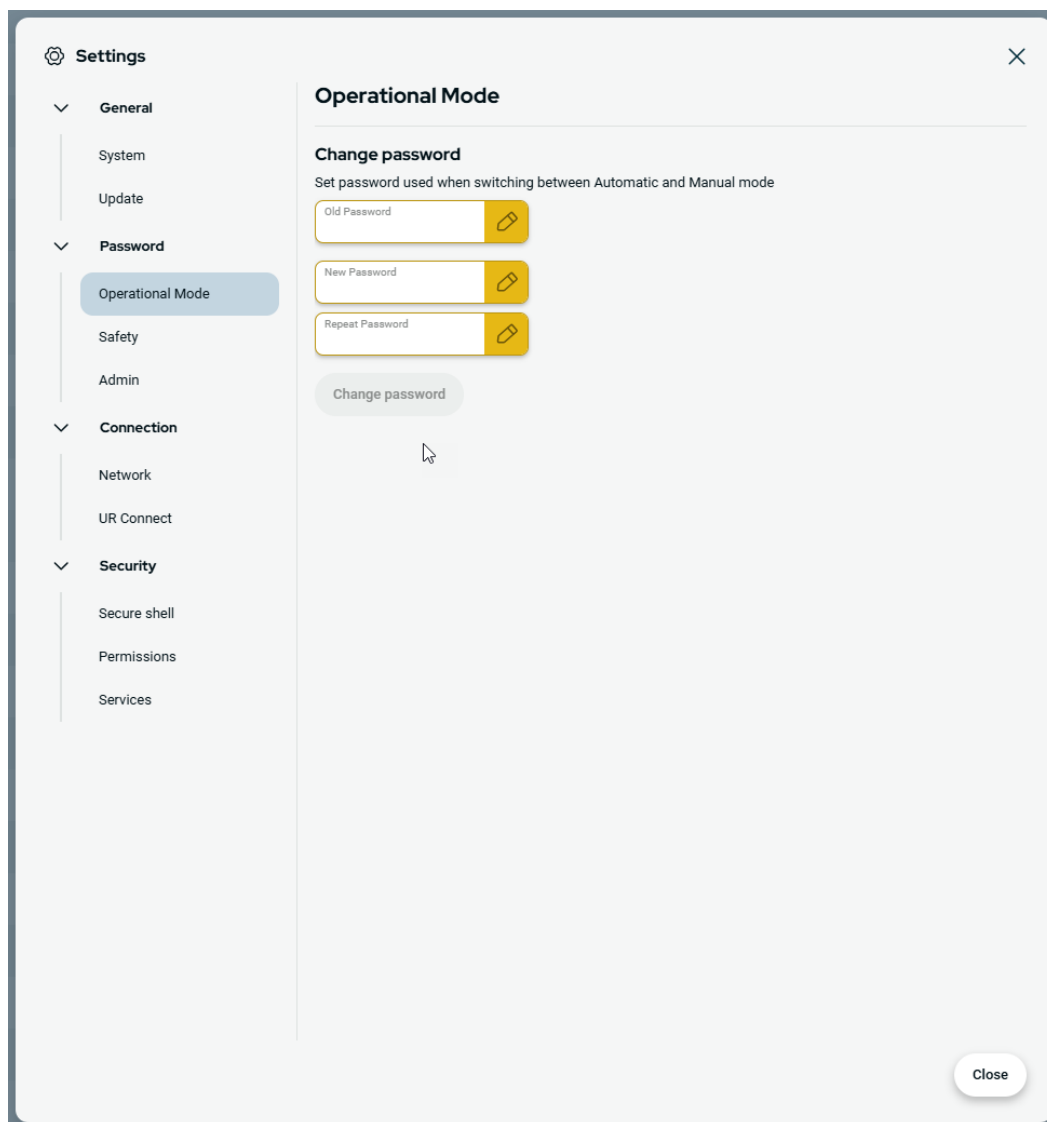 Settings
General
System
Update
Password
Operational Mode
Safety
Admin
Connection
Network
UR Connect
Security
Secure shell
Permissions
Services
Operational Mode
Change password
Set password used when switching between Automatic and Manual mode
Old Password
New Password
Repeat Password
Change password
Close